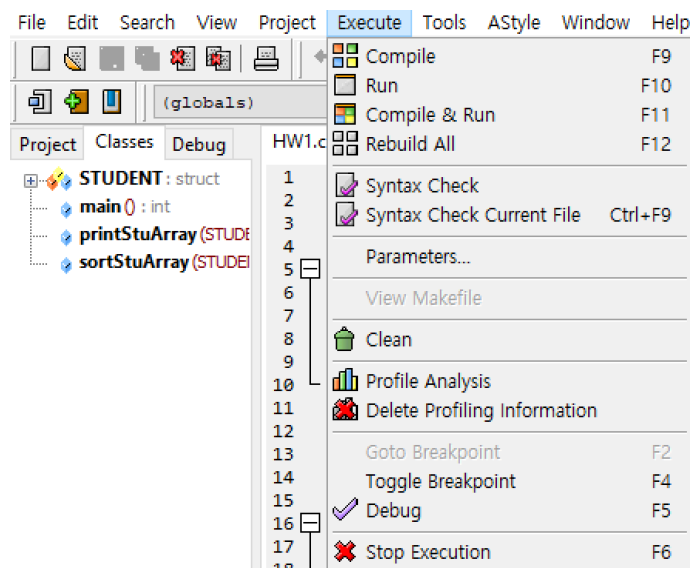 File Edit Search View Project Execute Tools AStyle Window Help
Compile F9
Run F10
(globals)
Compile & Run F11
Project Classes Debug
HW1.c
Rebuild All F12
STUDENT : struct
main () : int
printStuArray (STUDE
sortStuArray (STUDEI
1
2
3
4
5
6
7
8
9
10
11
12
13
14
15
16
17
18
Syntax Check
Syntax Check Current File Ctrl+F9
Parameters...
View Makefile
Clean
Profile Analysis
Delete Profiling Information
Goto Breakpoint F2
Toggle Breakpoint F4
Debug F5
Stop Execution F6